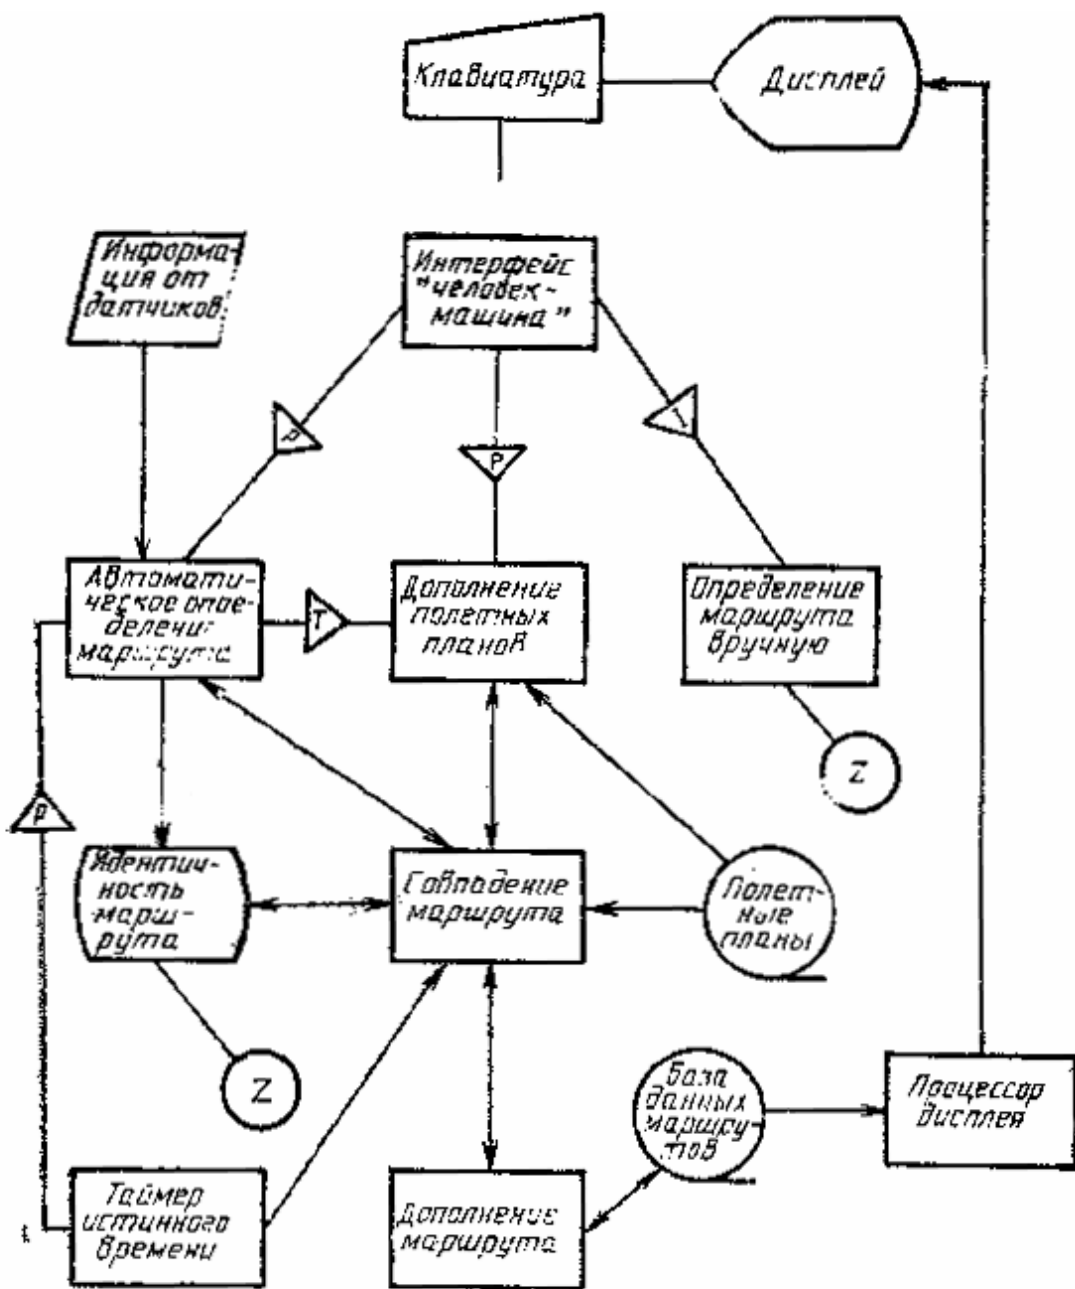 Клавиатура
Дисплей
Информа-
ция от
датчиков
Интерфейс
"человек-
машина"
P
P
Автомати-
ческое опре-
делени
маршрута
T
Дополнение
полетных
планов
Определение
маршрута
вручную
Z
P
Идентич-
ность
марш-
рута
Совпадение
маршрута
Полет-
ные
планы
Z
База
данных
маршру-
тов
Процессор
дисплея
Таймер
истинного
времени
Дополнение
маршрута